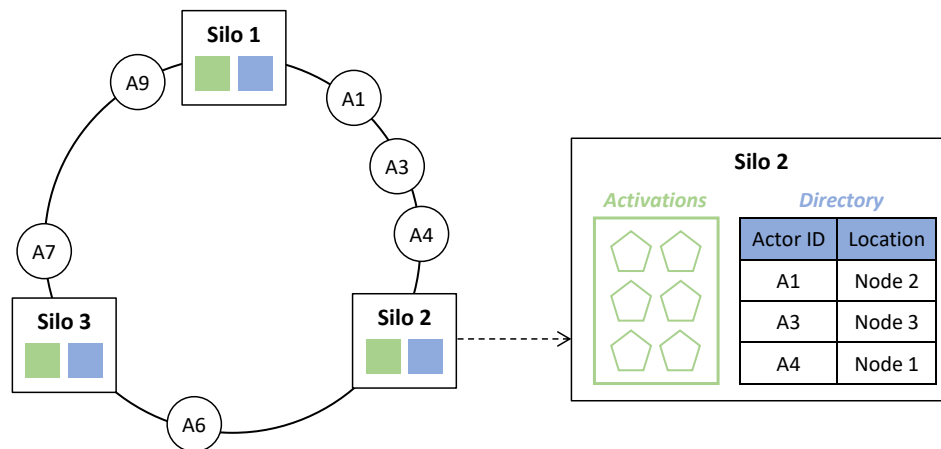 Silo 1
A9
A1
A3
A4
A7
Silo 3
Silo 2
A6
Silo 2
Activations
Directory
Actor ID Location
A1 Node 2
A3 Node 3
A4 Node 1